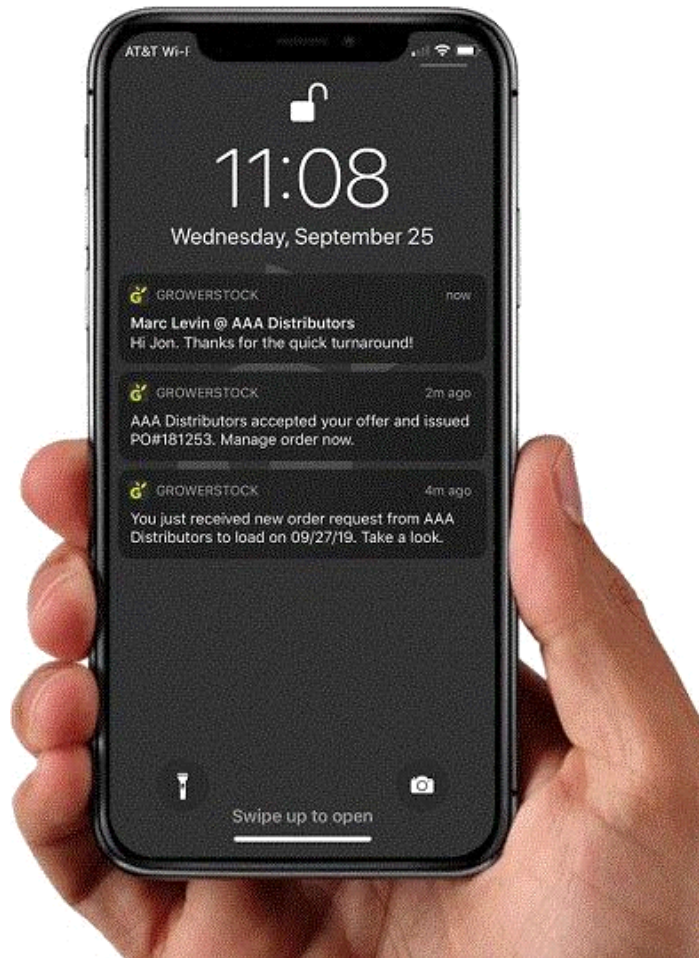 AT&T Wi-F
11:08
Wednesday, September 25
GROWERSTOCK now
Marc Levin @ AAA Distributors
Hi Jon. Thanks for the quick turnaround!
GROWERSTOCK 2m ago
AAA Distributors accepted your offer and issued
PO#181253. Manage order now.
GROWERSTOCK 4m ago
You just received new order request from AAA
Distributors to load on 09/27/19. Take a look.
Swipe up to open